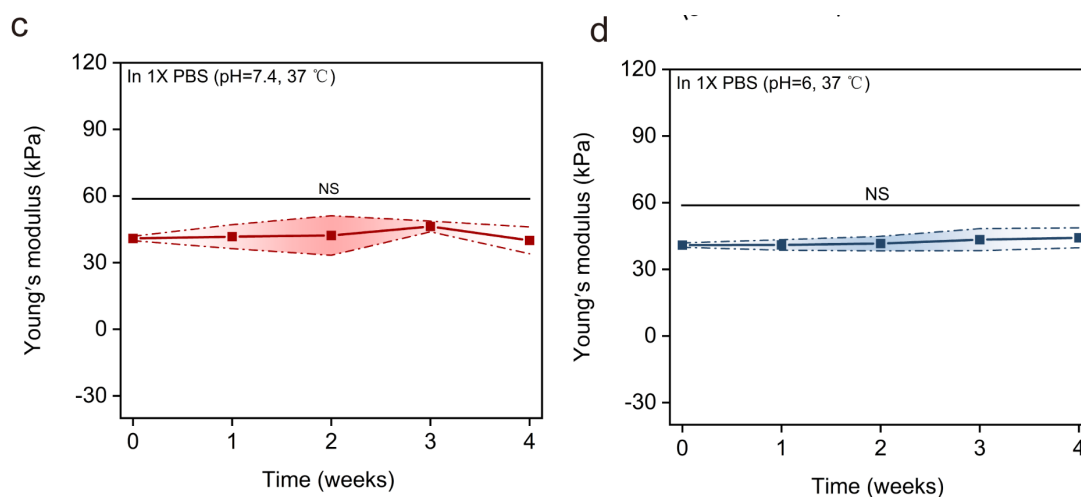 c
In 1X PBS (pH=7.4, 37 ℃)
NS
120
90
60
30
0
-30
Young's modulus (kPa)
0 1 2 3 4
Time (weeks)
d
In 1X PBS (pH=6, 37 ℃)
NS
120
90
60
30
0
-30
Young's modulus (kPa)
0 1 2 3 4
Time (weeks)